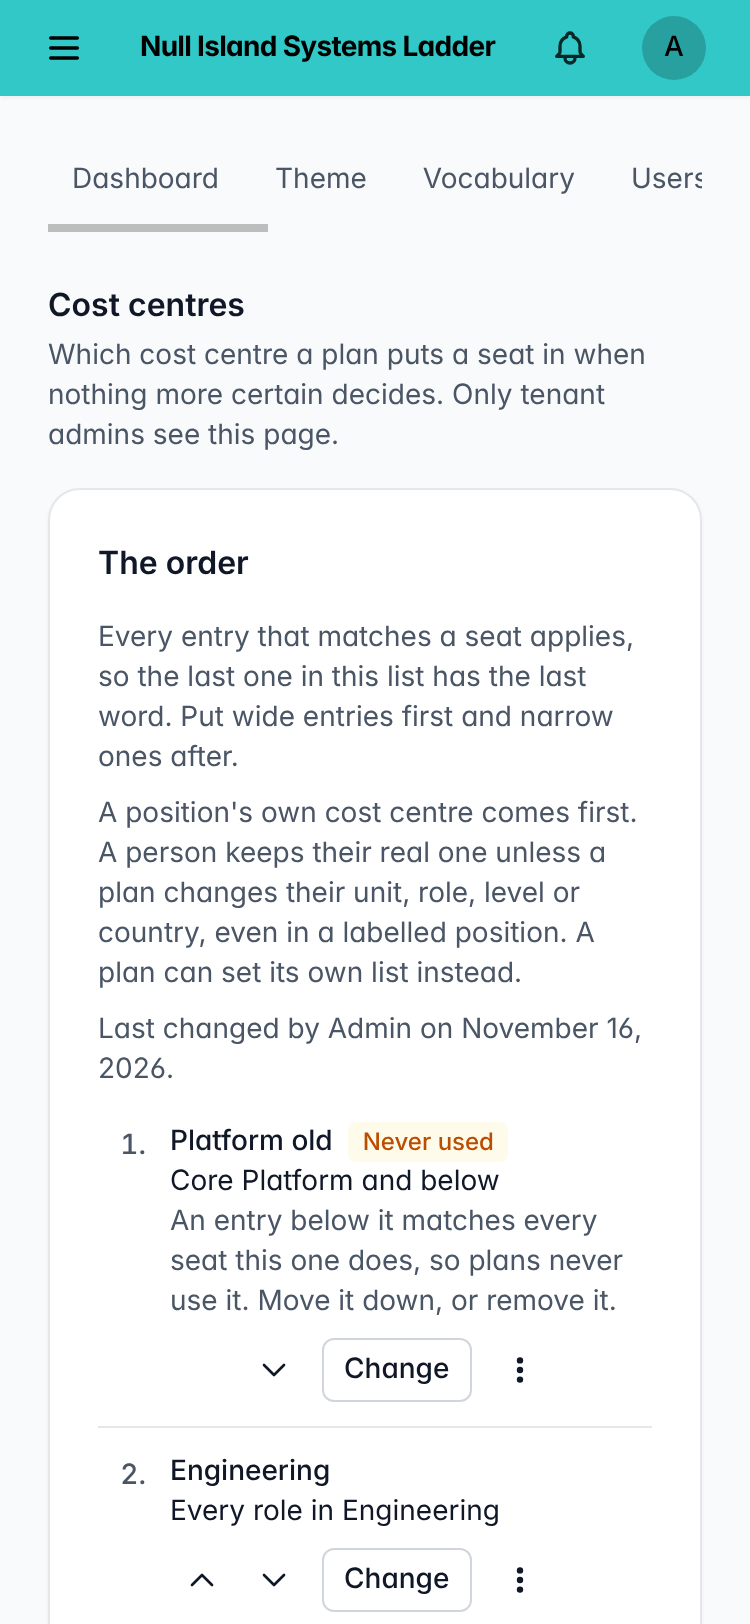 Null Island Systems Ladder
A
Dashboard Theme Vocabulary Users
Cost centres
Which cost centre a plan puts a seat in when
nothing more certain decides. Only tenant
admins see this page.
The order
Every entry that matches a seat applies,
so the last one in this list has the last
word. Put wide entries first and narrow
ones after.
A position's own cost centre comes first.
A person keeps their real one unless a
plan changes their unit, role, level or
country, even in a labelled position. A
plan can set its own list instead.
Last changed by Admin on November 16,
2026.
1. Platform old Never used
Core Platform and below
An entry below it matches every
seat this one does, so plans never
use it. Move it down, or remove it.
Change
2. Engineering
Every role in Engineering
Change